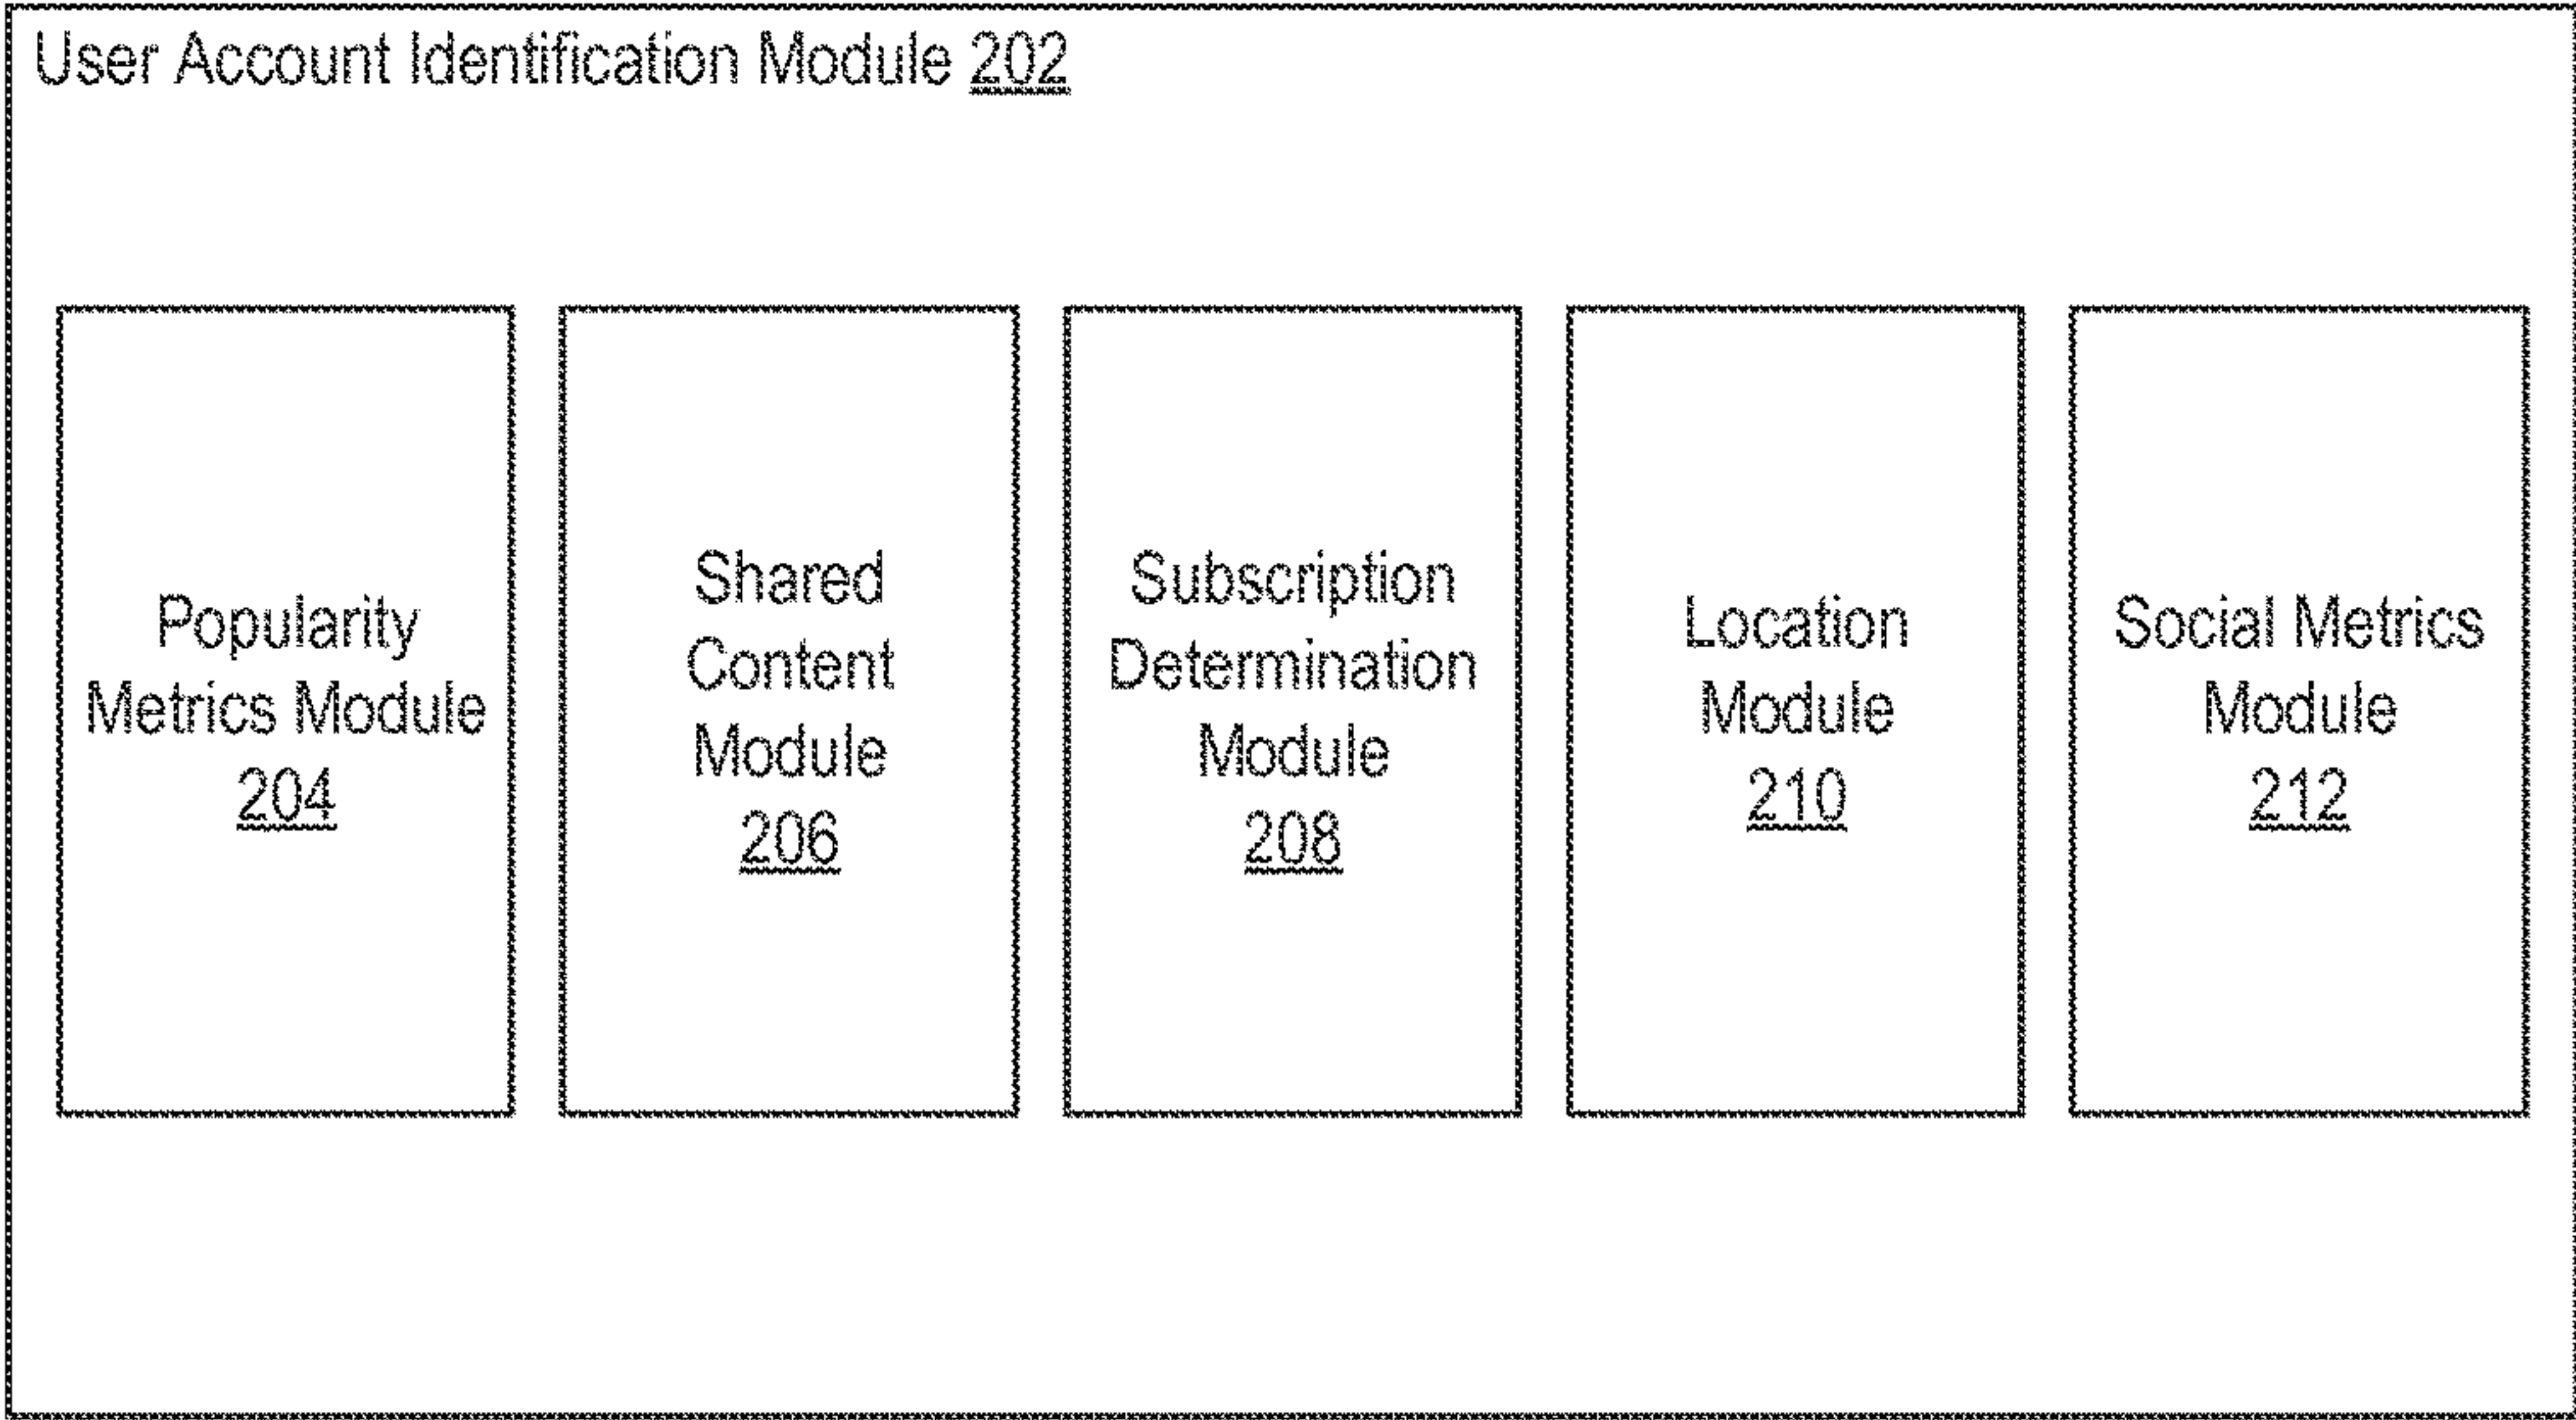 User Account Identification Module 202
Popularity
Metrics Module
204
Shared
Content
Module
206
Subscription
Determination
Module
208
Location
Module
210
Social Metrics
Module
212